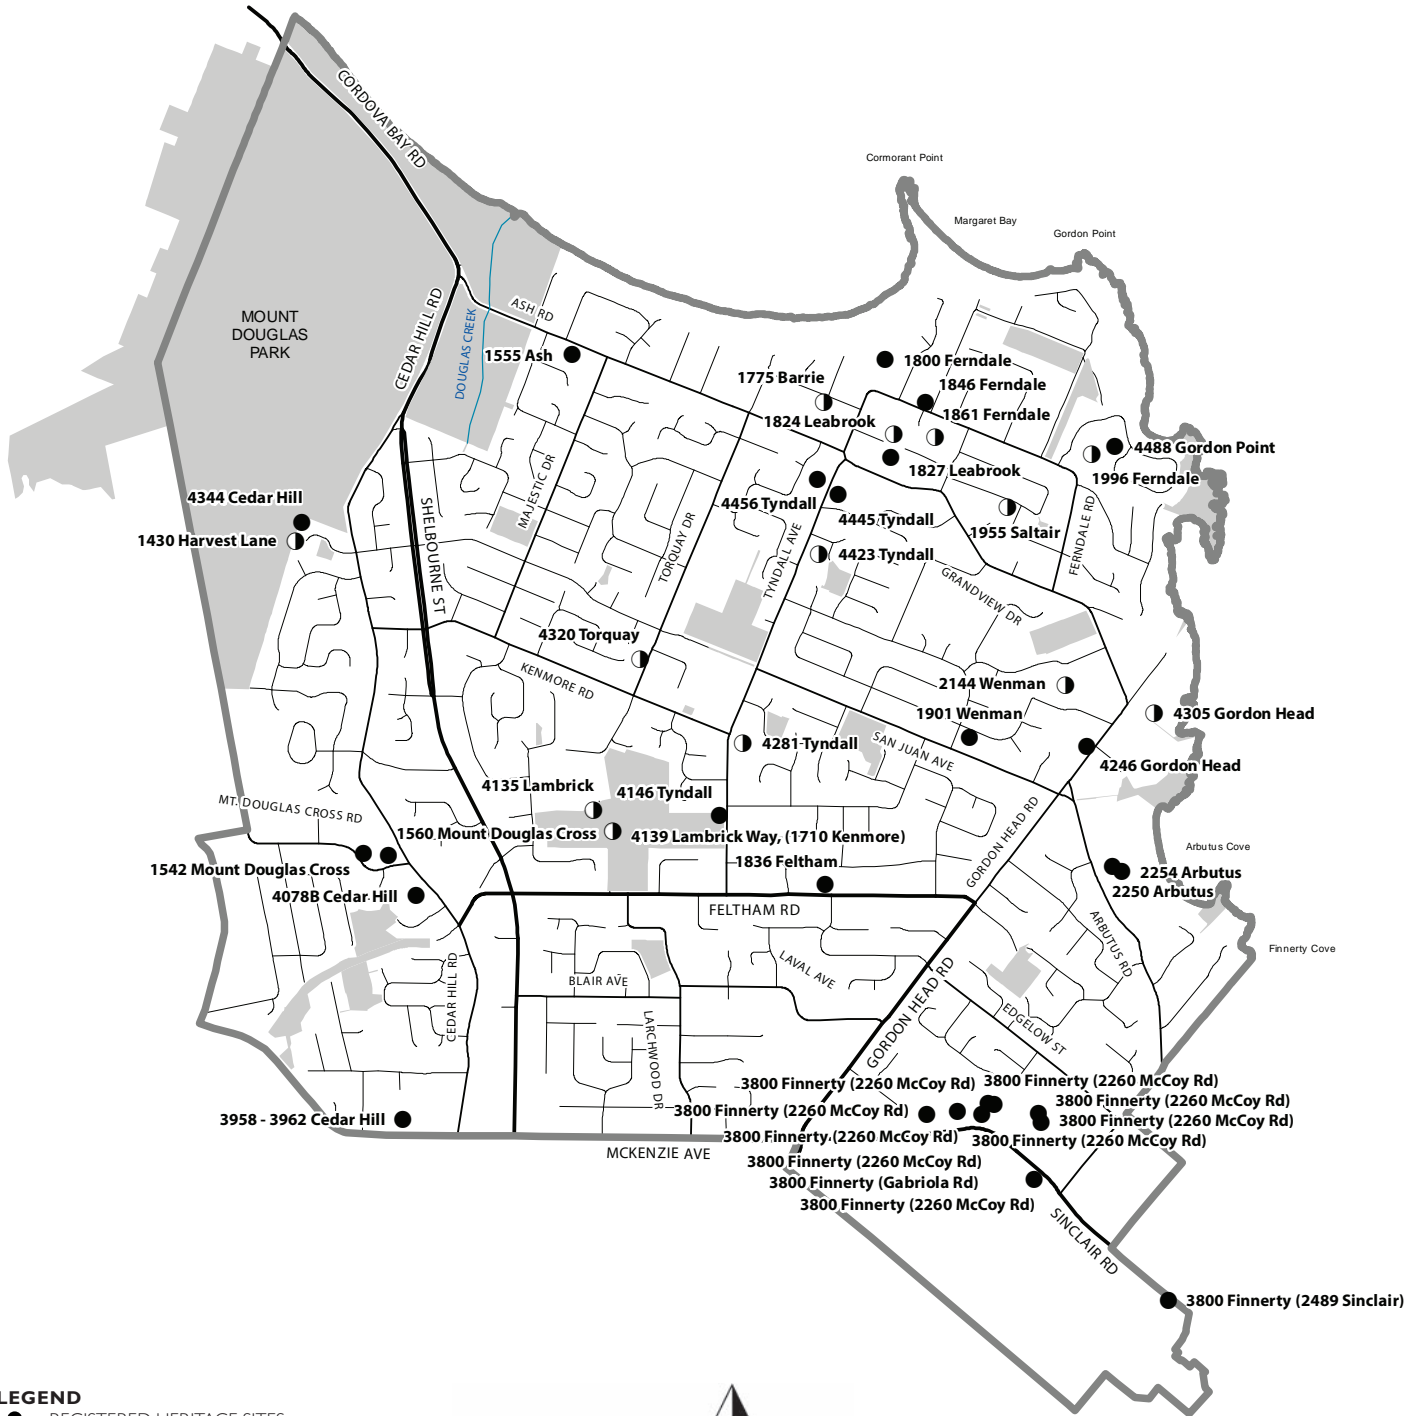 CORDOVA BAY RD
Cormorant Point
Margaret Bay
Gordon Point
MOUNT
DOUGLAS
PARK
CEDAR HILL RD
DOUGLAS CREEK
ASH RD
1555 Ash
1800 Ferndale
1775 Barrie
1846 Ferndale
1861 Ferndale
1824 Leabrook
4488 Gordon Point
1827 Leabrook
1996 Ferndale
MAJESTIC DR
4344 Cedar Hill
4456 Tyndall
4445 Tyndall
1430 Harvest Lane
SHELBOURNE ST
TORQUAY DR
TYNDALL AVE
1955 Saltair
FERNDALE RD
4423 Tyndall
GRANDVIEW DR
4320 Torquay
KENMORE RD
2144 Wenman
1901 Wenman
4305 Gordon Head
4281 Tyndall
SAN JUAN AVE
4246 Gordon Head
4135 Lambrick
4146 Tyndall
MT. DOUGLAS CROSS RD
1560 Mount Douglas Cross
4139 Lambrick Way, (1710 Kenmore)
GORDON HEAD RD
Arbutus Cove
1542 Mount Douglas Cross
1836 Feltham
2254 Arbutus
2250 Arbutus
4078B Cedar Hill
FELTHAM RD
ARBUTUS RD
Finnerty Cove
CEDAR HILL RD
BLAIR AVE
LAVAL AVE
GORDON HEAD RD
LARCHWOOD DR
EDGELOW ST
3800 Finnerty (2260 McCoy Rd)
3800 Finnerty (2260 McCoy Rd)
3800 Finnerty (2260 McCoy Rd)
3800 Finnerty (2260 McCoy Rd)
3800 Finnerty (2260 McCoy Rd)
3958 - 3962 Cedar Hill
3800 Finnerty (2260 McCoy Rd)
3800 Finnerty (2260 McCoy Rd)
MCKENZIE AVE
3800 Finnerty (2260 McCoy Rd)
3800 Finnerty (Gabriola Rd)
3800 Finnerty (2260 McCoy Rd)
SINCLAIR RD
3800 Finnerty (2489 Sinclair)
LEGEND
REGISTERED HERITAGE SITES